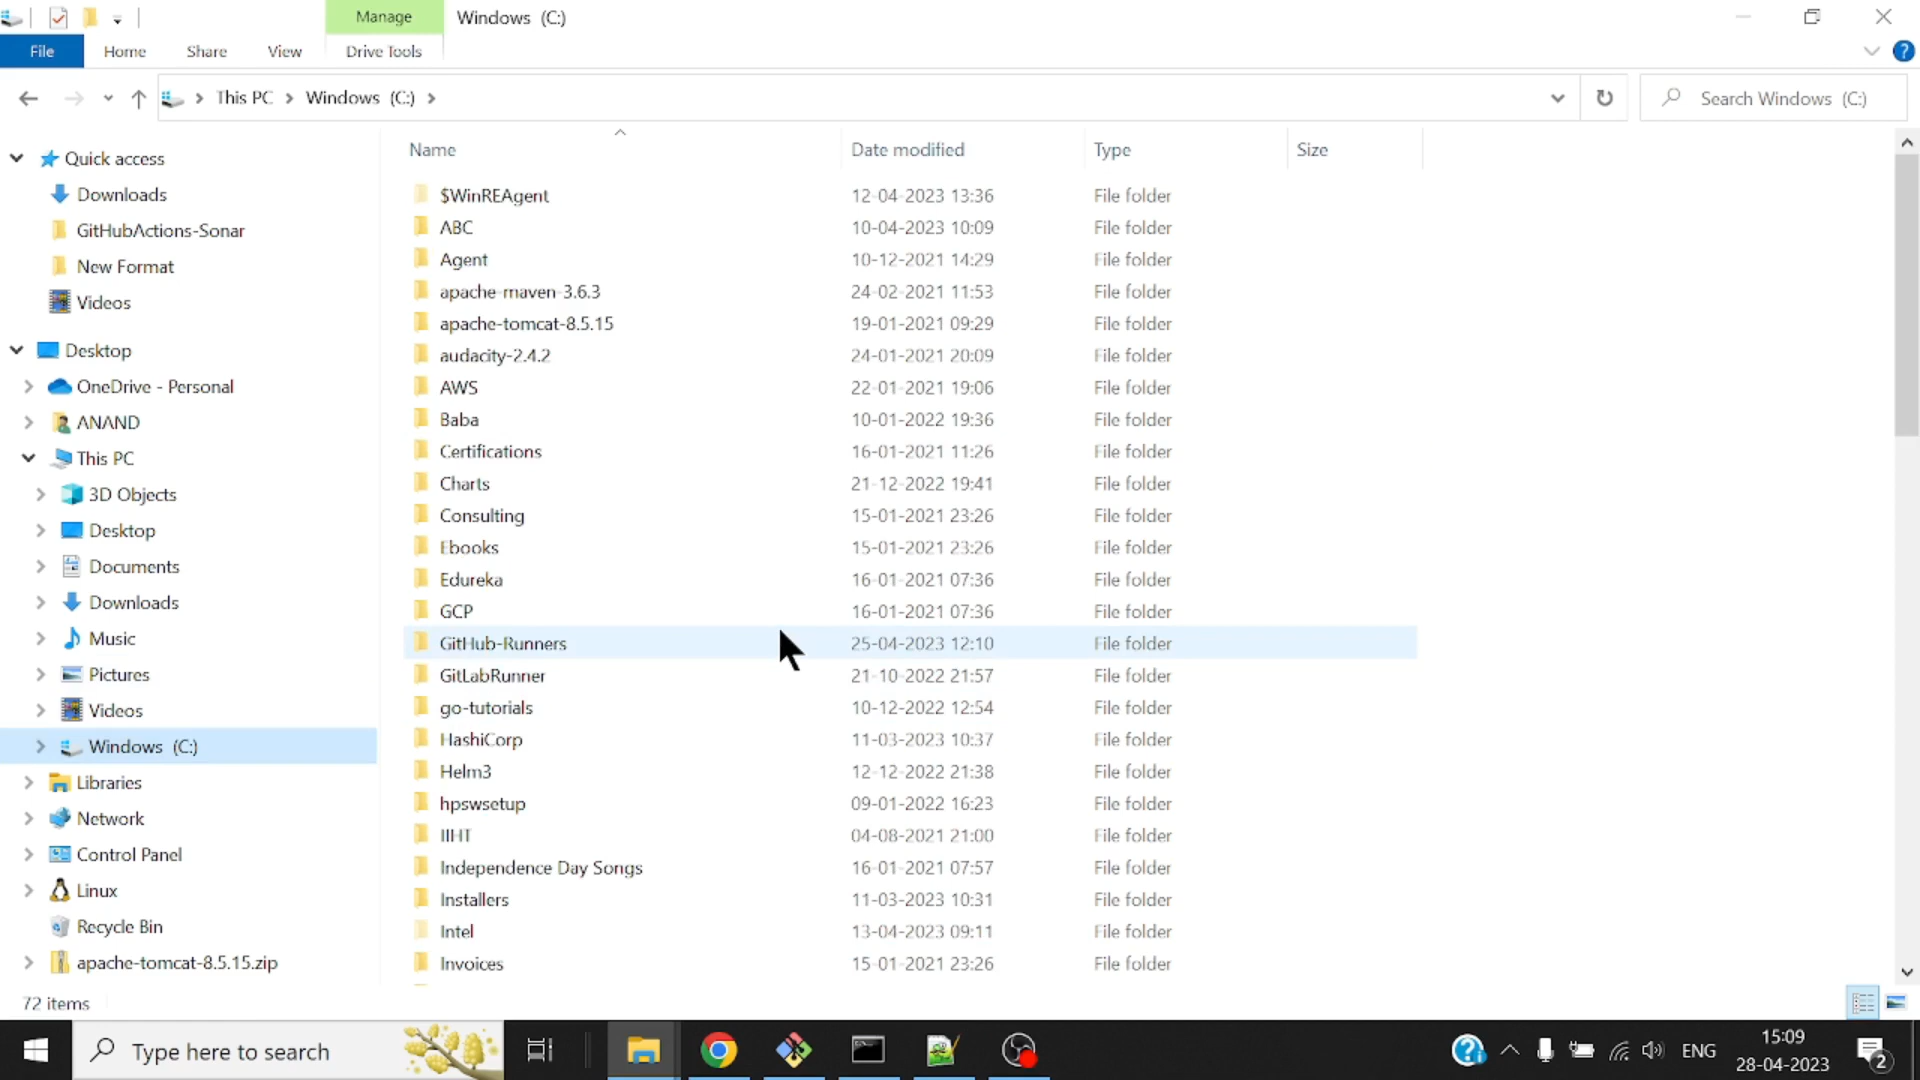 Manage
Windows (C:)
File
Home
Share
View
Drive Tools
This PC
Windows (C:)
Search Windows (C:)
Quick access
Downloads
GitHubActions-Sonar
New Format
Videos
Desktop
OneDrive - Personal
ANAND
This PC
3D Objects
Desktop
Documents
Downloads
Music
Pictures
Videos
Windows (C:)
Libraries
Network
Control Panel
Linux
Recycle Bin
apache-tomcat-8.5.15.zip
Name Date modified Type Size
$WinREAgent 12-04-2023 13:36 File folder
ABC 10-04-2023 10:09 File folder
Agent 10-12-2021 14:29 File folder
apache-maven-3.6.3 24-02-2021 11:53 File folder
apache-tomcat-8.5.15 19-01-2021 09:29 File folder
audacity-2.4.2 24-01-2021 20:09 File folder
AWS 22-01-2021 19:06 File folder
Baba 10-01-2022 19:36 File folder
Certifications 16-01-2021 11:26 File folder
Charts 21-12-2022 19:41 File folder
Consulting 15-01-2021 23:26 File folder
Ebooks 15-01-2021 23:26 File folder
Edureka 16-01-2021 07:36 File folder
GCP 16-01-2021 07:36 File folder
GitHub-Runners 25-04-2023 12:10 File folder
GitLabRunner 21-10-2022 21:57 File folder
go-tutorials 10-12-2022 12:54 File folder
HashiCorp 11-03-2023 10:37 File folder
Helm3 12-12-2022 21:38 File folder
hpswsetup 09-01-2022 16:23 File folder
IIHT 04-08-2021 21:00 File folder
Independence Day Songs 16-01-2021 07:57 File folder
Installers 11-03-2023 10:31 File folder
Intel 13-04-2023 09:11 File folder
Invoices 15-01-2021 23:26 File folder
72 items
Type here to search
ENG
15:09
28-04-2023
2